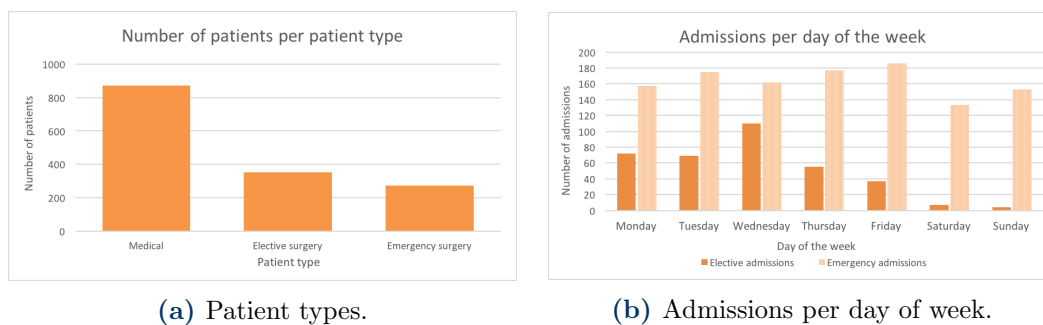 Number of patients per patient type
Number of patients
1000
800
600
400
200
0
Medical
Elective surgery
Emergency surgery
Patient type
(a) Patient types.
Admissions per day of the week
Number of admissions
200
180
160
140
120
100
80
60
40
20
0
Monday
Tuesday
Wednesday
Thursday
Friday
Saturday
Sunday
Day of the week
Elective admissions
Emergency admissions
(b) Admissions per day of week.